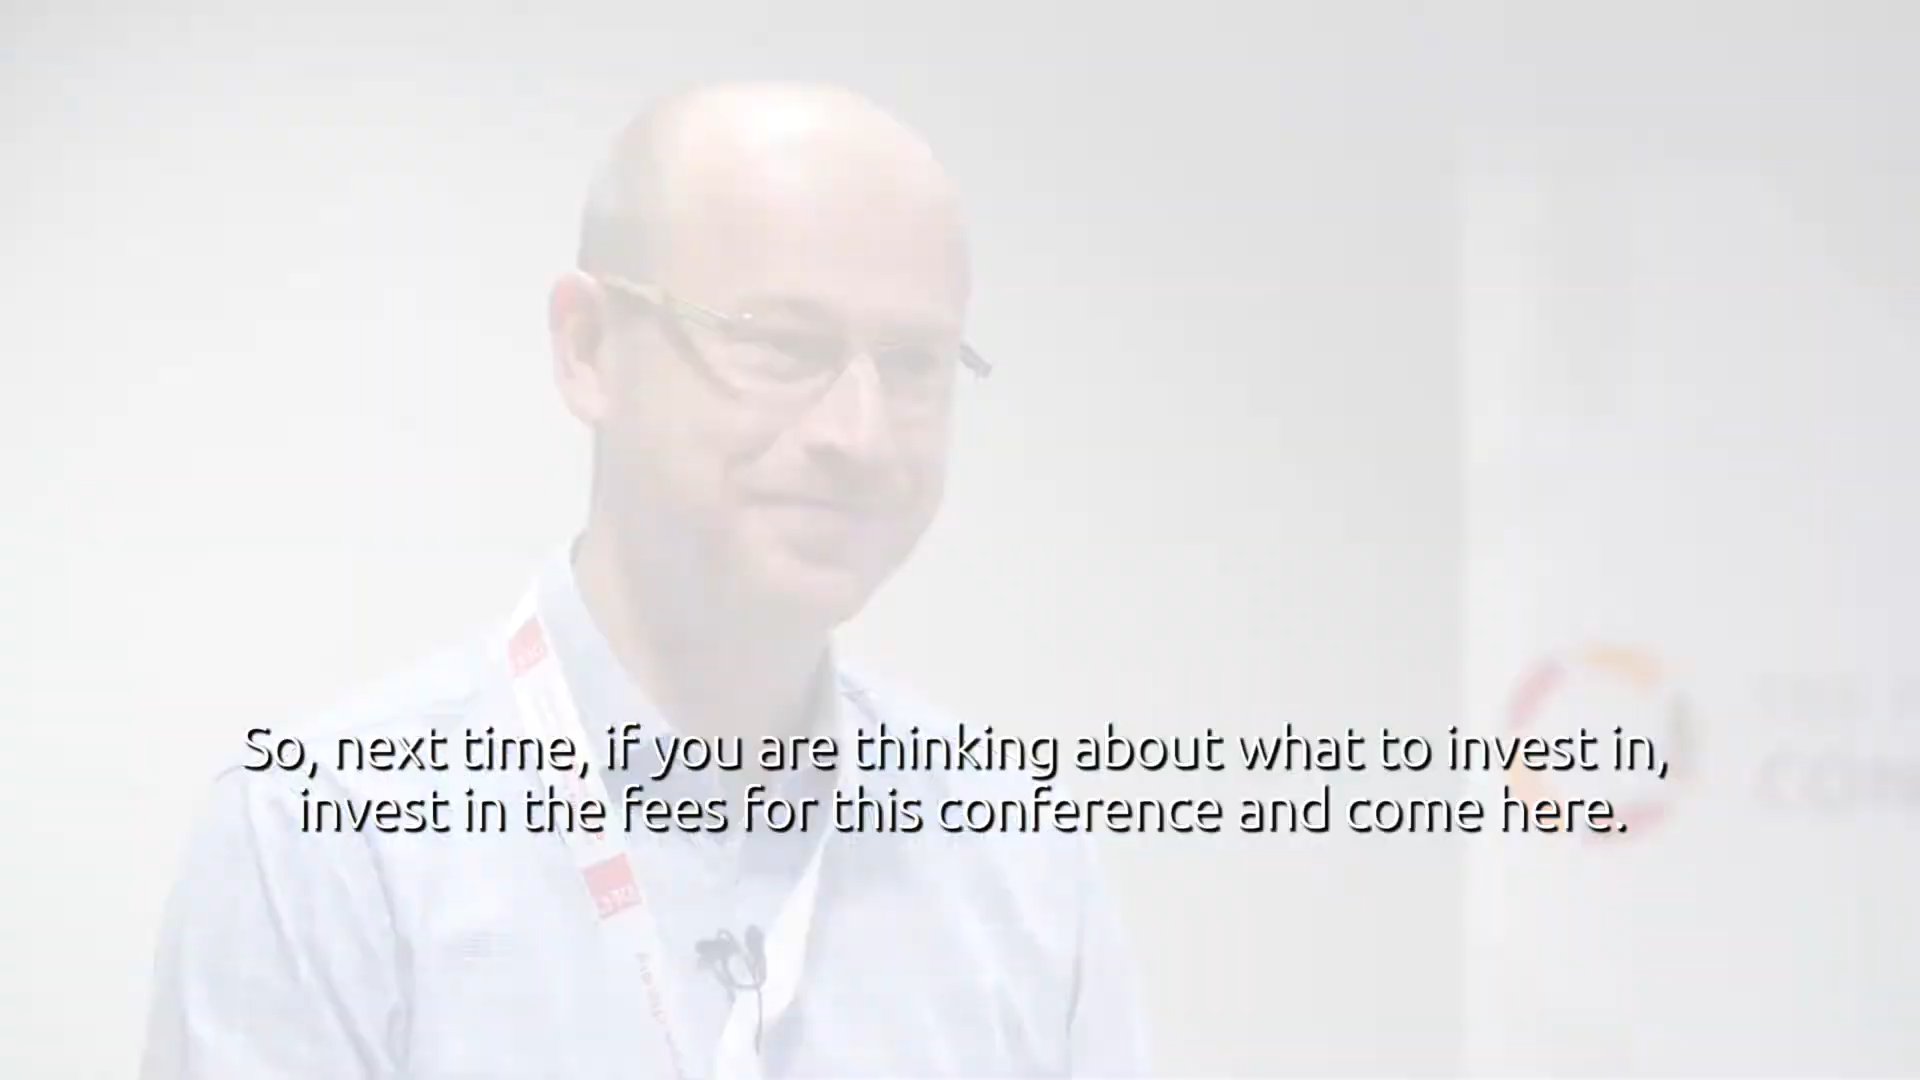 So, next time, if you are thinking about what to invest in,
invest in the fees for this conference and come here.